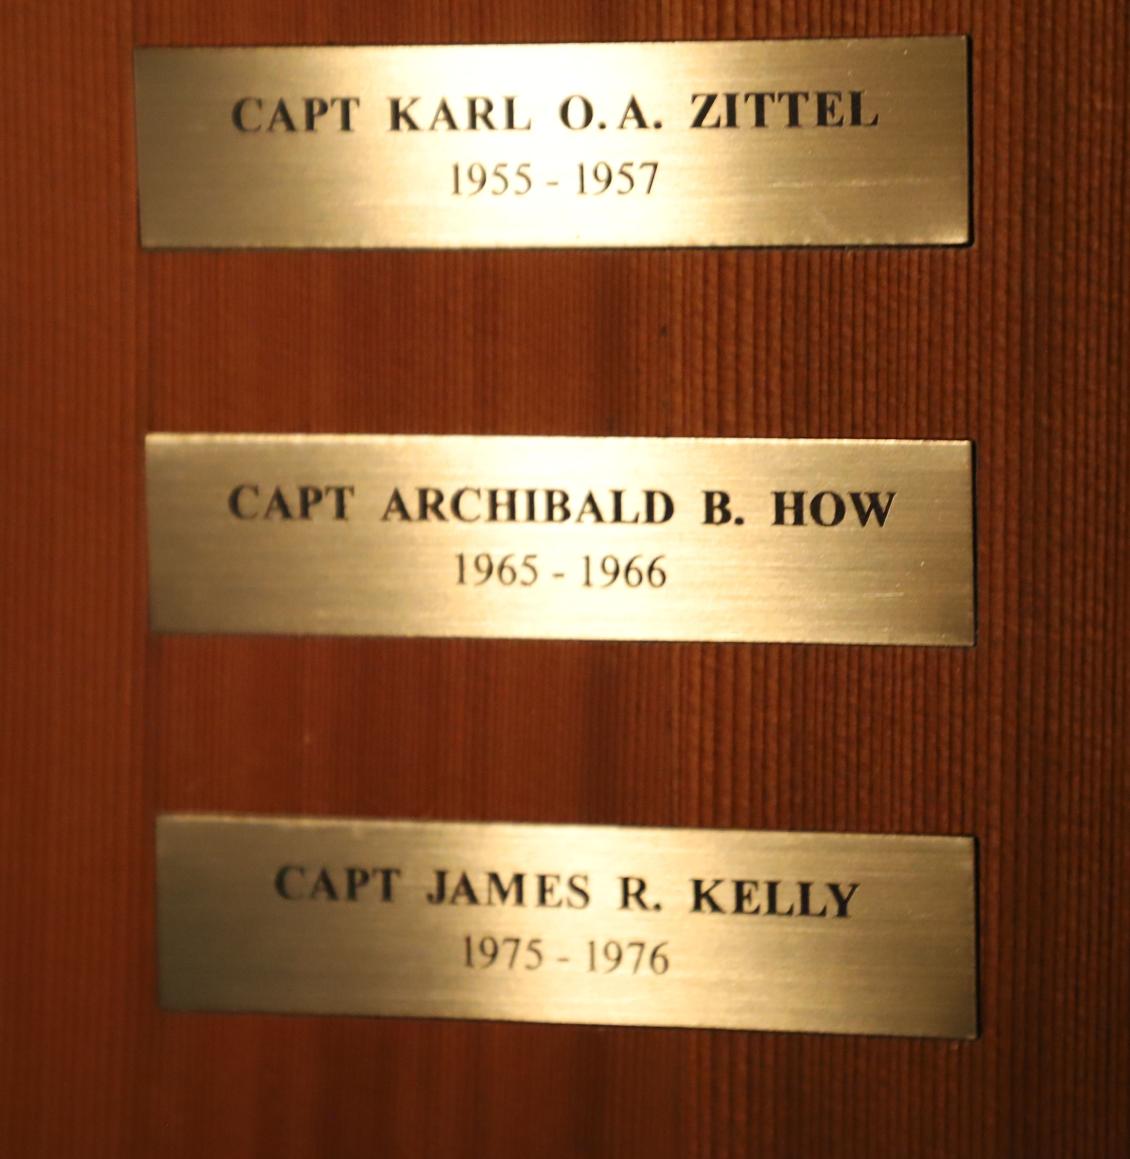 CAPT KARL O.A. ZITTEL
1955 - 1957
CAPT ARCHIBALD B. HOW
1965 - 1966
CAPT JAMES R. KELLY
1975 - 1976